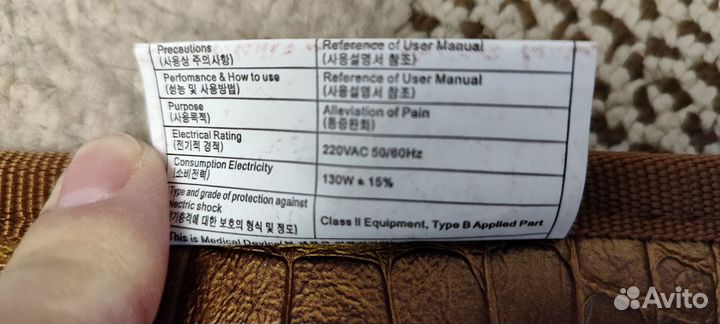 Precautions
(사용상 주의사항)
Reference of User Manual
(사용설명서 참조)
Perfomance & How to use
(성능 및 사용방법)
Reference of User Manual
(사용설명서 참조)
Purpose
(사용목적)
Alleviation of Pain
(통증완화)
Electrical Rating
(전기적 경적)
220VAC 50/60Hz
Consumption Electricity
(소비전력)
130W ± 15%
Type and grade of protection against
electric shock
전기충격에 대한 보호의 형식 및 정도)
Class II Equipment, Type B Applied Part
This is Medical Device
Avito